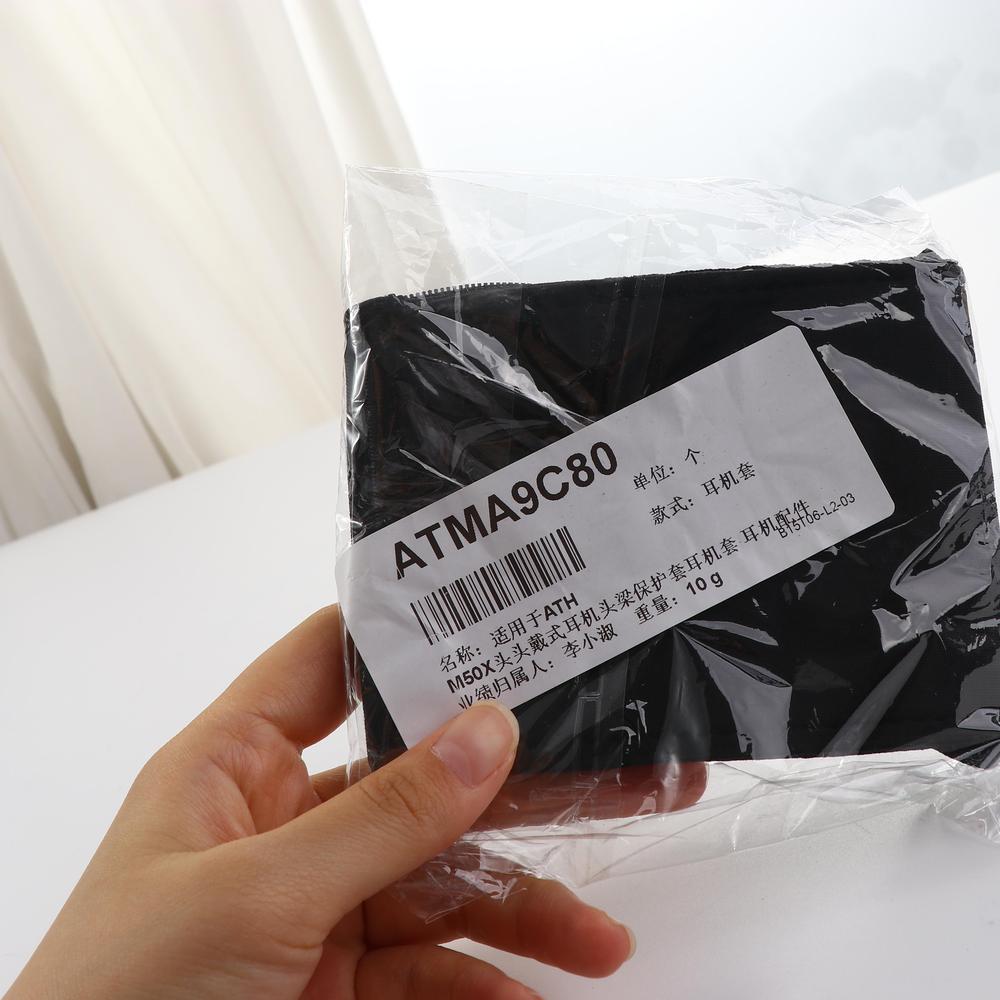 ATMA9C80
单位：个
款式：耳机套
名称：适用于ATH
M50X头头戴式耳机头梁保护套耳机套 耳机配件
业绩归属人：李小淑 重量：10 g
BT5T06-L2-03